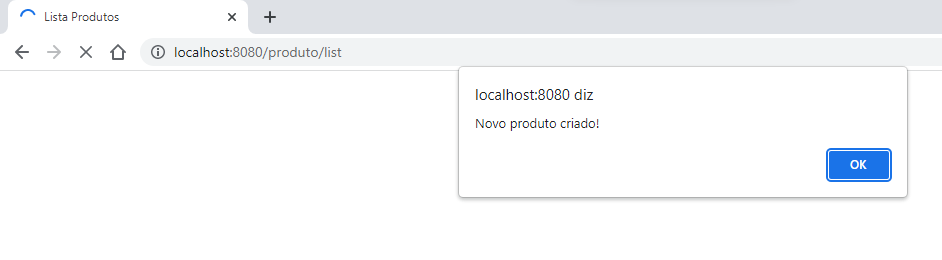 Lista Produtos
localhost:8080/produto/list
localhost:8080 diz
Novo produto criado!
OK